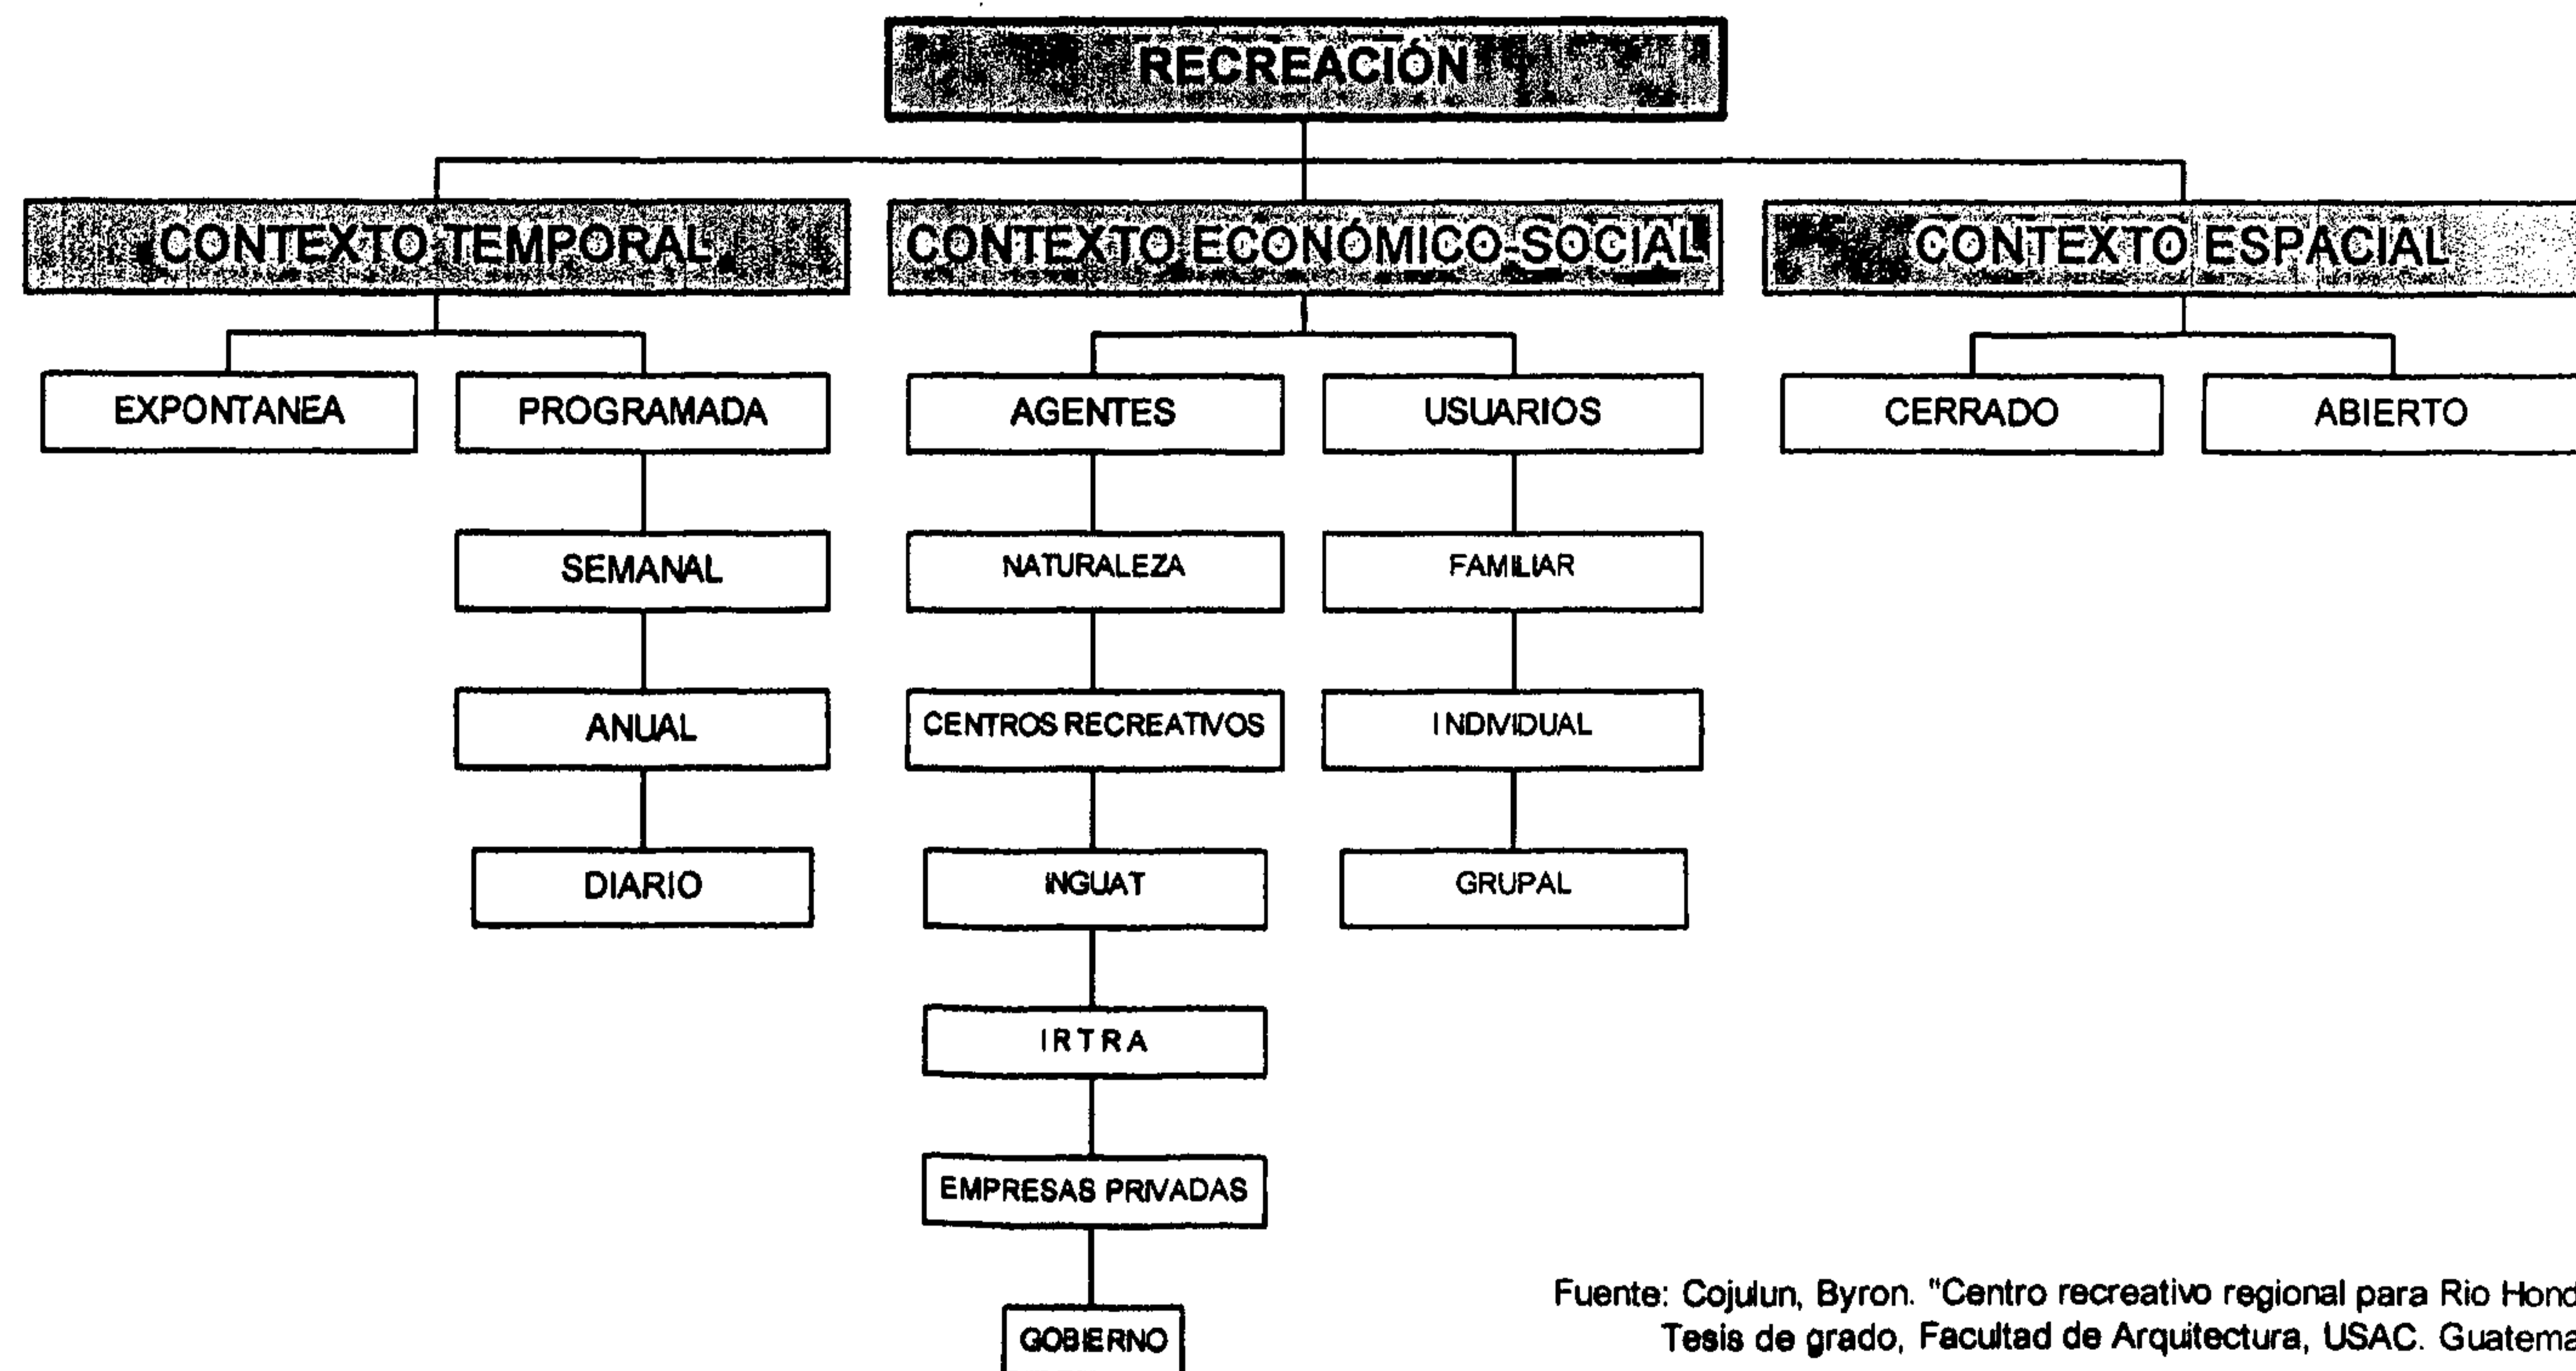 RECREACIÓN
CONTEXTO TEMPORAL
CONTEXTO ECONÓMICO-SOCIAL
CONTEXTO ESPACIAL
EXPONTANEA
PROGRAMADA
AGENTES
USUARIOS
CERRADO
ABIERTO
SEMANAL
NATURALEZA
FAMILIAR
ANUAL
CENTROS RECREATIVOS
INDIVIDUAL
DIARIO
INGUAT
GRUPAL
IRTRA
EMPRESAS PRIVADAS
GOBIERNO
Fuente: Cojulun, Byron. "Centro recreativo regional para Rio Hond
Tesis de grado, Facultad de Arquitectura, USAC. Guatema